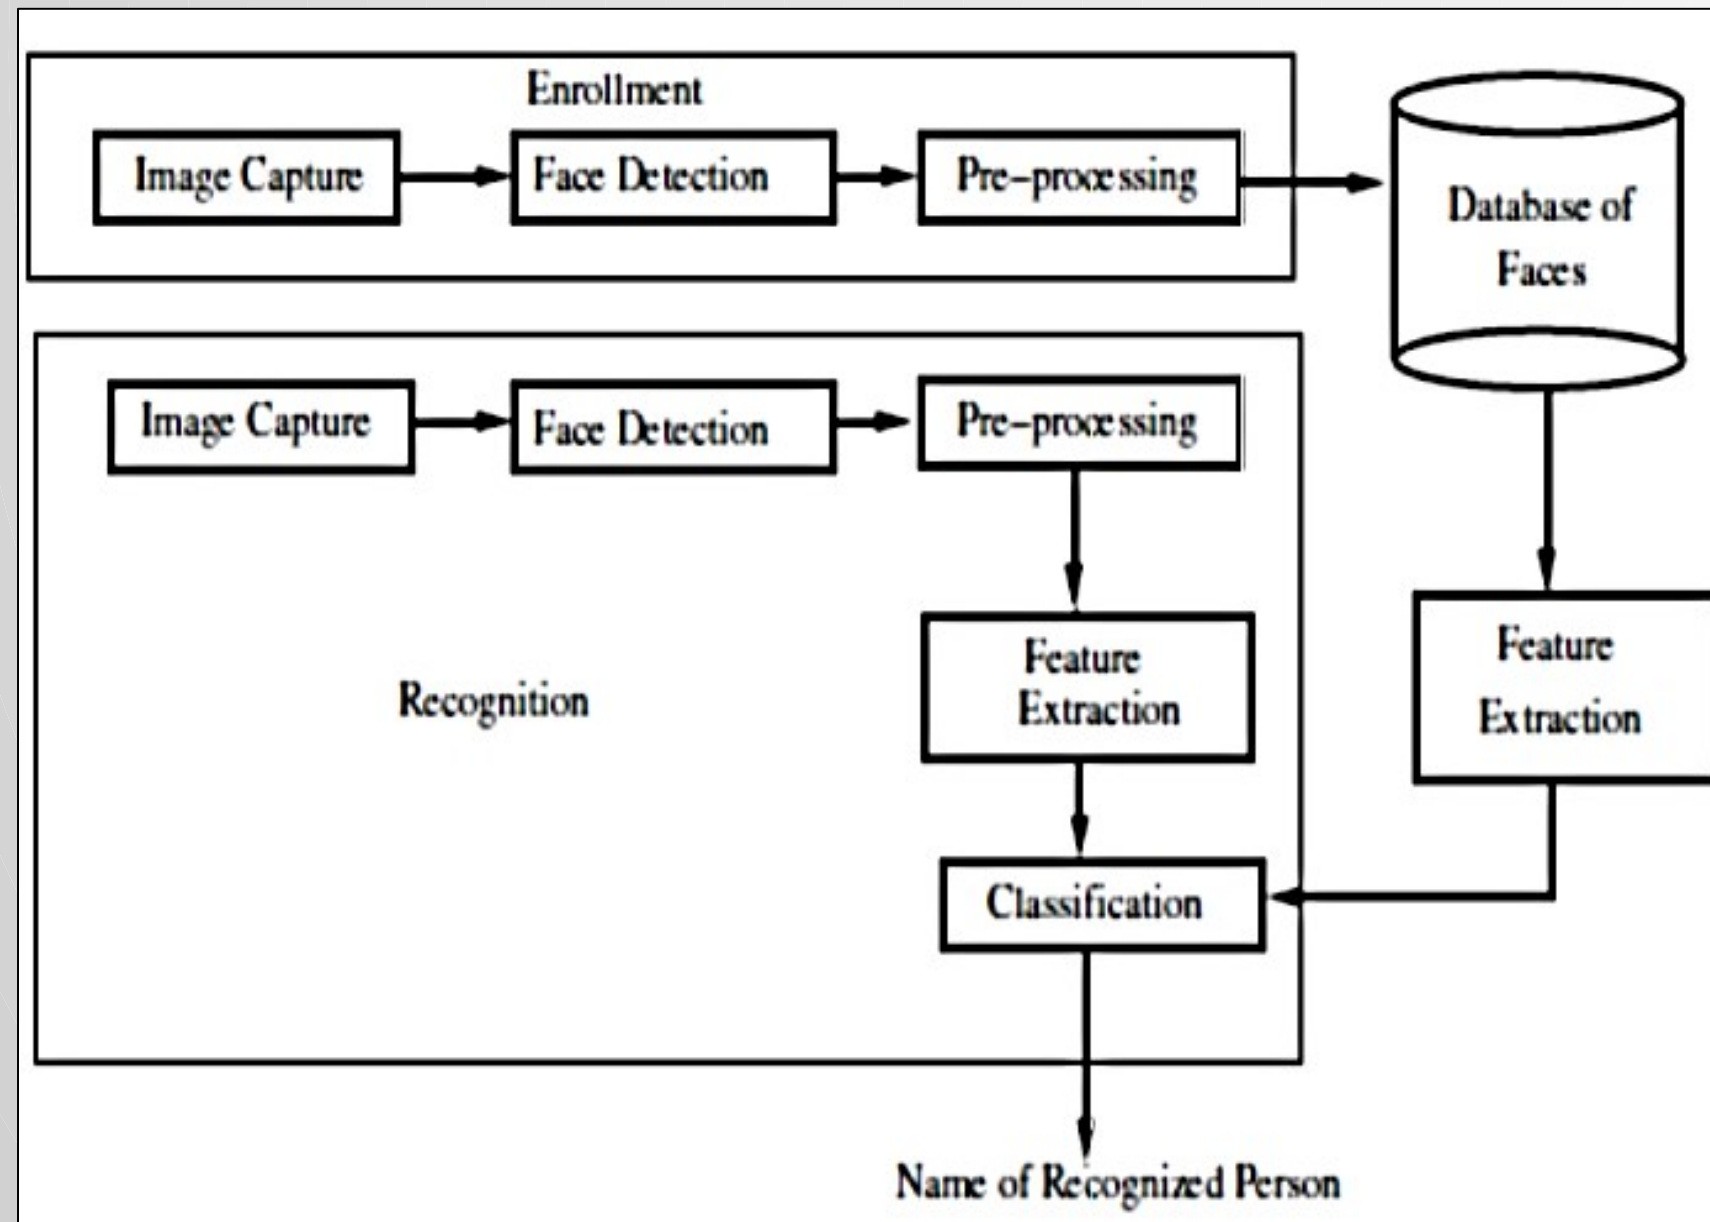 Enrollment
Image Capture
Face Detection
Pre-processing
Database of
Faces
Image Capture
Face Detection
Pre-processing
Feature
Extraction
Feature
Extraction
Recognition
Classification
Name of Recognized Person